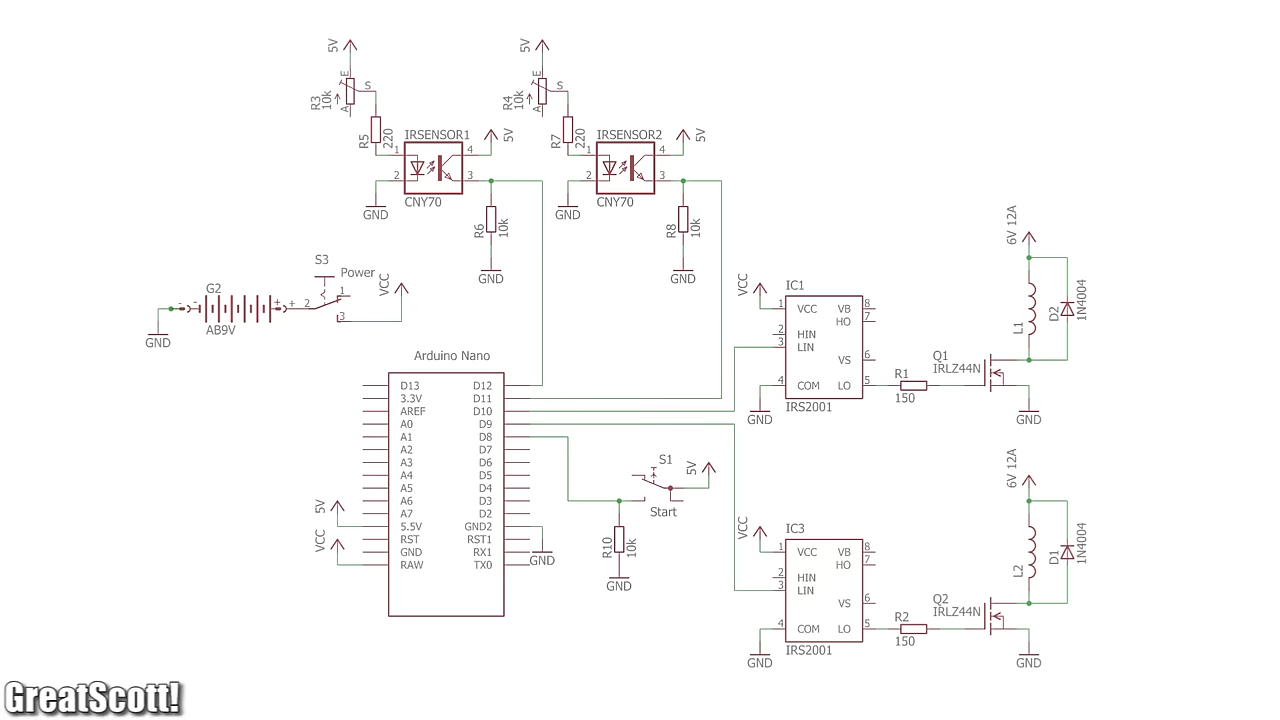 5V
E
S
R3
10k
A
R5
220
IRSENSOR1
1
4
2
3
CNY70
5V
GND
R6
10k
GND
5V
E
S
R4
10k
A
R7
220
IRSENSOR2
1
4
2
3
CNY70
5V
GND
R8
10k
GND
G2
- -
+ +
AB9V
GND
S3
Power
1
2
3
VCC
Arduino Nano
D13 D12
3.3V D11
AREF D10
A0 D9
A1 D8
A2 D7
A3 D6
A4 D5
A5 D4
A6 D3
A7 D2
5.5V GND2
RST RST1
GND RX1
RAW TX0
5V
VCC
GND
S1
5V
Start
R10
10k
GND
VCC
IC1
1 VCC VB 8
HO 7
2 HIN
3 LIN
VS 6
4 COM LO 5
IRS2001
GND
R1
150
Q1
IRLZ44N
6V 12A
L1
D2
1N4004
GND
VCC
IC3
1 VCC VB 8
HO 7
2 HIN
3 LIN
VS 6
4 COM LO 5
IRS2001
GND
R2
150
Q2
IRLZ44N
6V 12A
L2
D1
1N4004
GND
GreatScott!